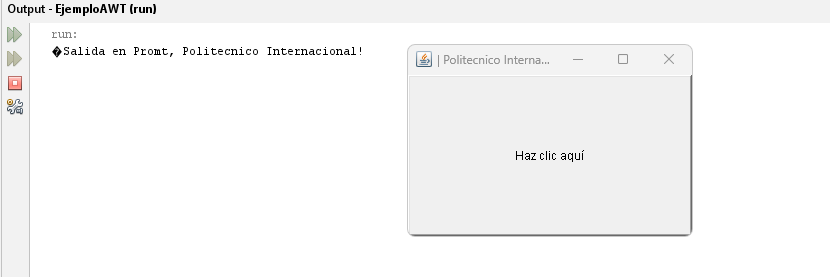 Output - EjemploAWT (run)
run:
�Salida en Promt, Politecnico Internacional!
| Politecnico Interna...
Haz clic aquí